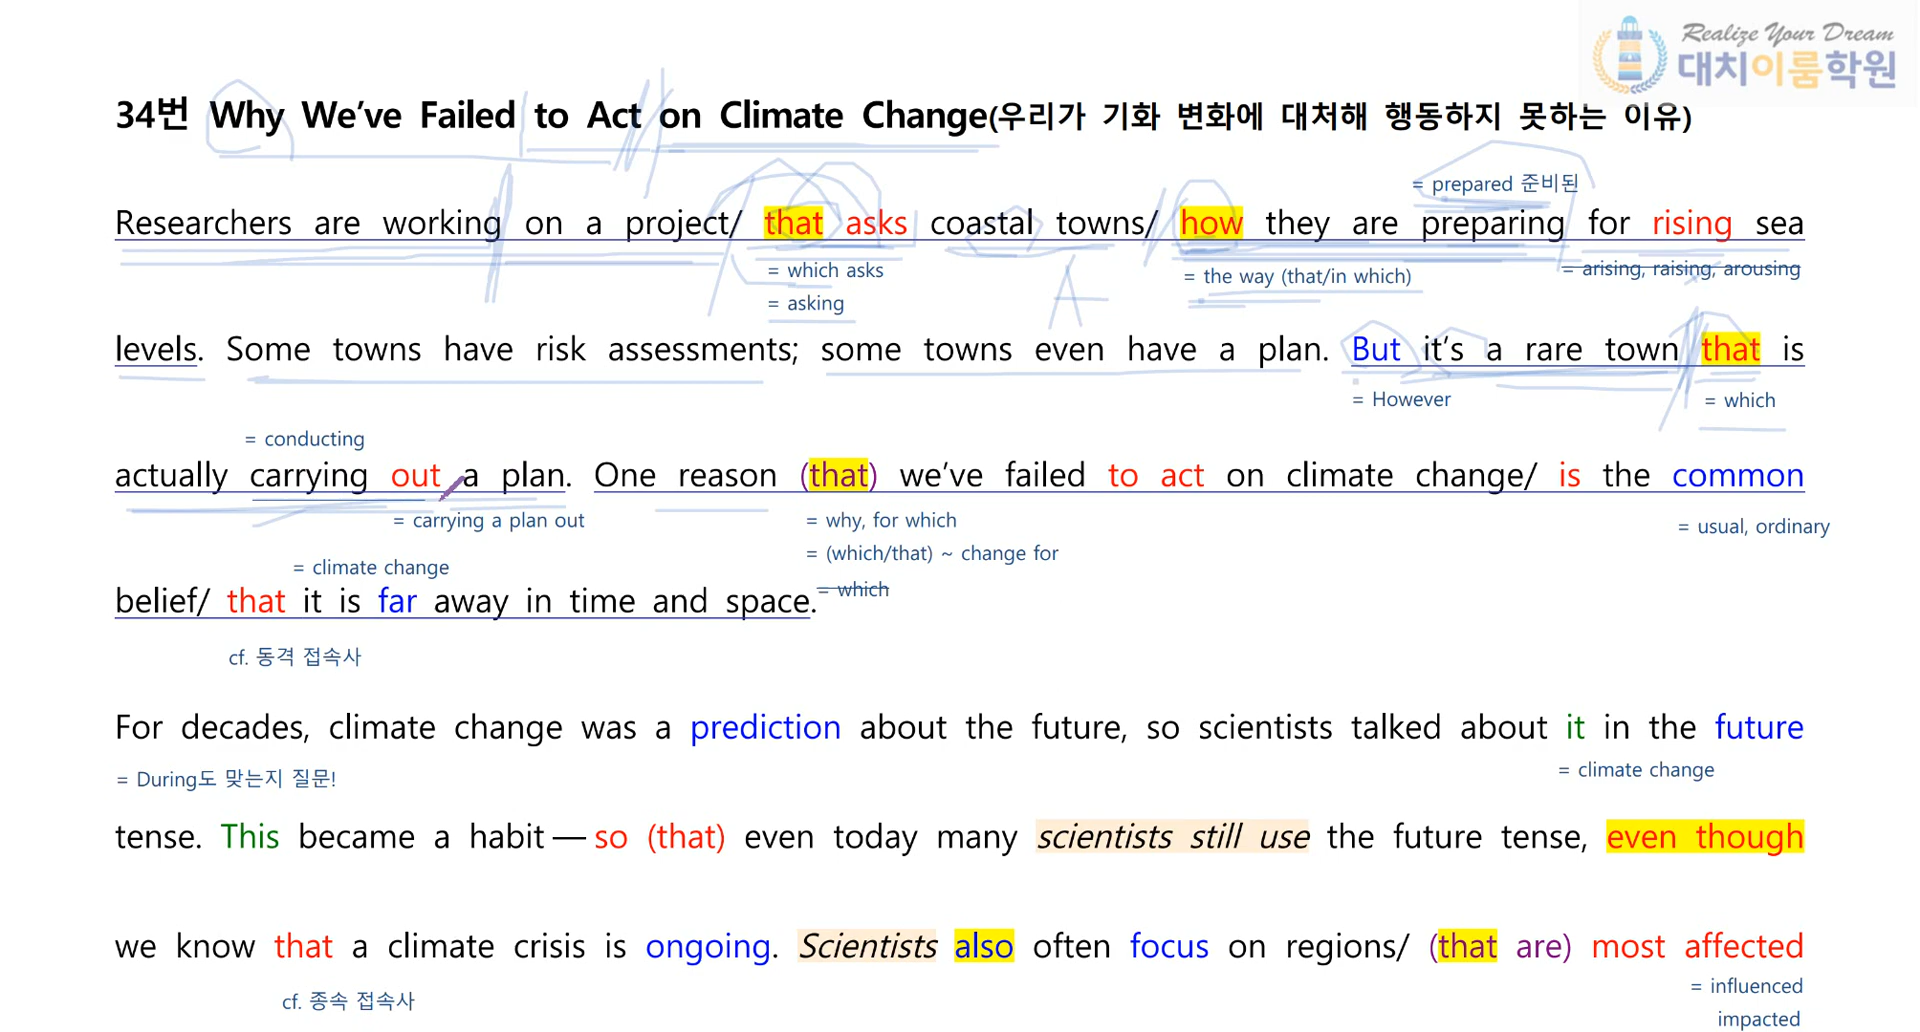 Realize Your Dream
대치이룸학원
34번 Why We've Failed to Act on Climate Change(우리가 기화 변화에 대처해 행동하지 못하는 이유)
= prepared 준비된
Researchers are working on a project/ that asks coastal towns/ how they are preparing for rising sea
= which asks
= the way (that/in which)
= arising, raising, arousing
= asking
levels. Some towns have risk assessments; some towns even have a plan. But it's a rare town that is
= However
= which
= conducting
actually carrying out a plan. One reason (that) we've failed to act on climate change/ is the common
= carrying a plan out
= why, for which
= usual, ordinary
= (which/that) ~ change for
= climate change
= which
belief/ that it is far away in time and space.
cf. 동격 접속사
For decades, climate change was a prediction about the future, so scientists talked about it in the future
= During도 맞는지 질문!
= climate change
tense. This became a habit — so (that) even today many scientists still use the future tense, even though
we know that a climate crisis is ongoing. Scientists also often focus on regions/ (that are) most affected
cf. 종속 접속사
= influenced
impacted